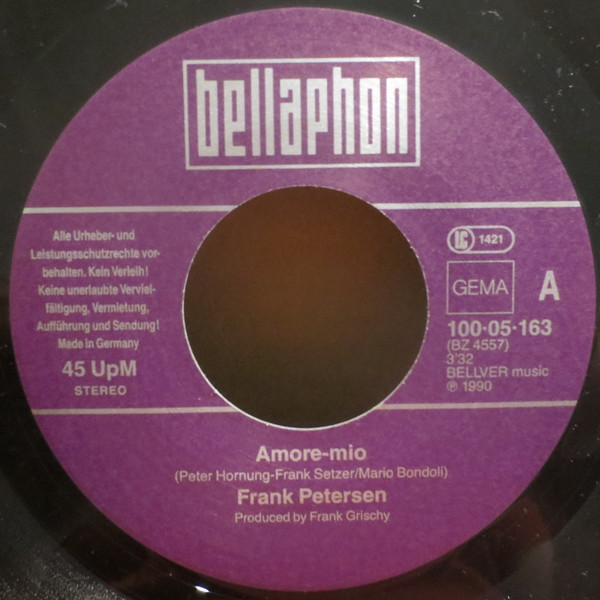 bellaphon
Alle Urheber- und
Leistungsschutzrechte vor-
behalten. Kein Verleih!
Keine unerlaubte Verviel-
fältigung, Vermietung,
Aufführung und Sendung!
Made in Germany
45 UpM
STEREO
LC 1421
GEMA A
100·05·163
(BZ 4557)
3'32
BELLVER music
℗ 1990
Amore-mio
(Peter Hornung-Frank Setzer/Mario Bondoli)
Frank Petersen
Produced by Frank Grischy